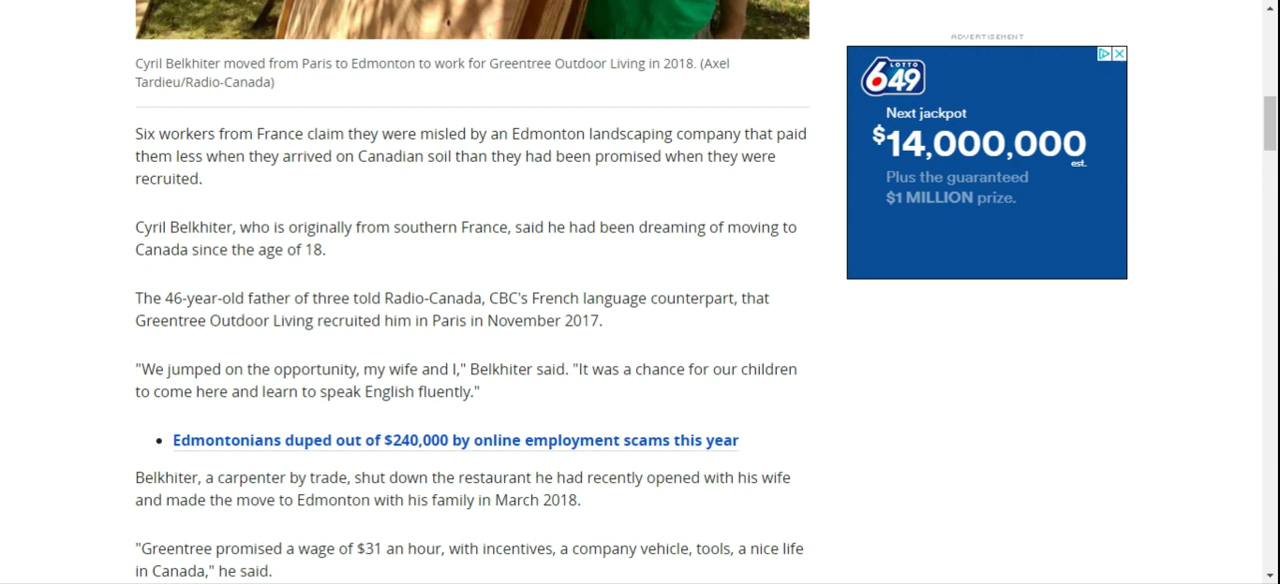 Cyril Belkhiter moved from Paris to Edmonton to work for Greentree Outdoor Living in 2018. (Axel
Tardieu/Radio-Canada)
Six workers from France claim they were misled by an Edmonton landscaping company that paid
them less when they arrived on Canadian soil than they had been promised when they were
recruited.
Cyril Belkhiter, who is originally from southern France, said he had been dreaming of moving to
Canada since the age of 18.
The 46-year-old father of three told Radio-Canada, CBC's French language counterpart, that
Greentree Outdoor Living recruited him in Paris in November 2017.
"We jumped on the opportunity, my wife and I," Belkhiter said. "It was a chance for our children
to come here and learn to speak English fluently."
• Edmontonians duped out of $240,000 by online employment scams this year
Belkhiter, a carpenter by trade, shut down the restaurant he had recently opened with his wife
and made the move to Edmonton with his family in March 2018.
"Greentree promised a wage of $31 an hour, with incentives, a company vehicle, tools, a nice life
in Canada," he said.
ADVERTISEMENT
LOTTO
649
Next jackpot
$14,000,000
est.
Plus the guaranteed
$1 MILLION prize.